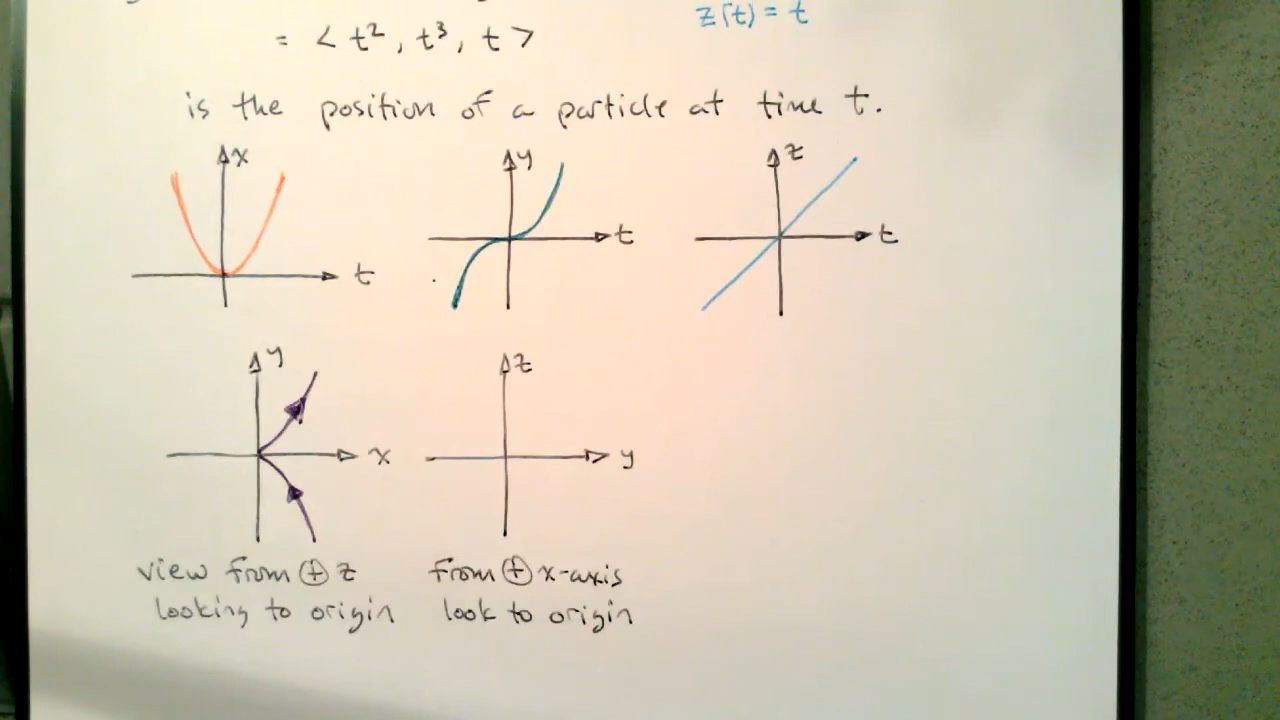 z(t) = t
= < t², t³, t >
is the position of a particle at time t.
x
t
y
t
z
t
y
x
z
y
view from ⊕ z
looking to origin
from ⊕ x-axis
look to origin